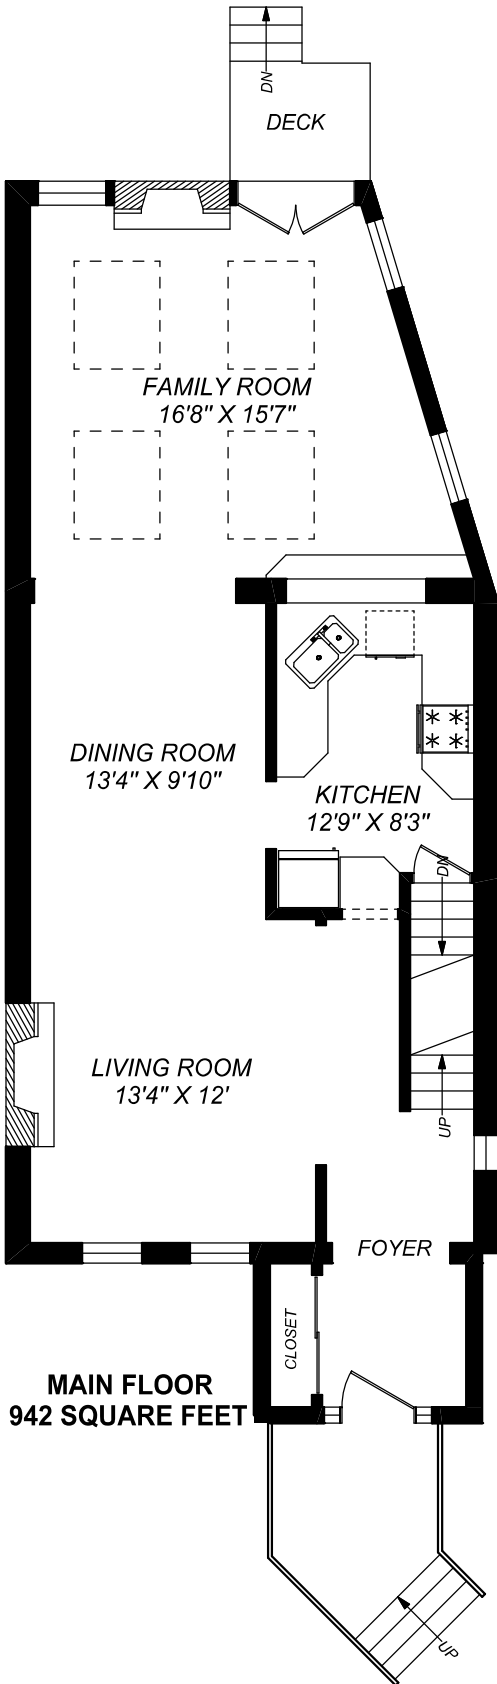 DN
DECK
FAMILY ROOM
16'8" X 15'7"
DINING ROOM
13'4" X 9'10"
KITCHEN
12'9" X 8'3"
DN
LIVING ROOM
13'4" X 12'
UP
FOYER
CLOSET
MAIN FLOOR
942 SQUARE FEET
UP